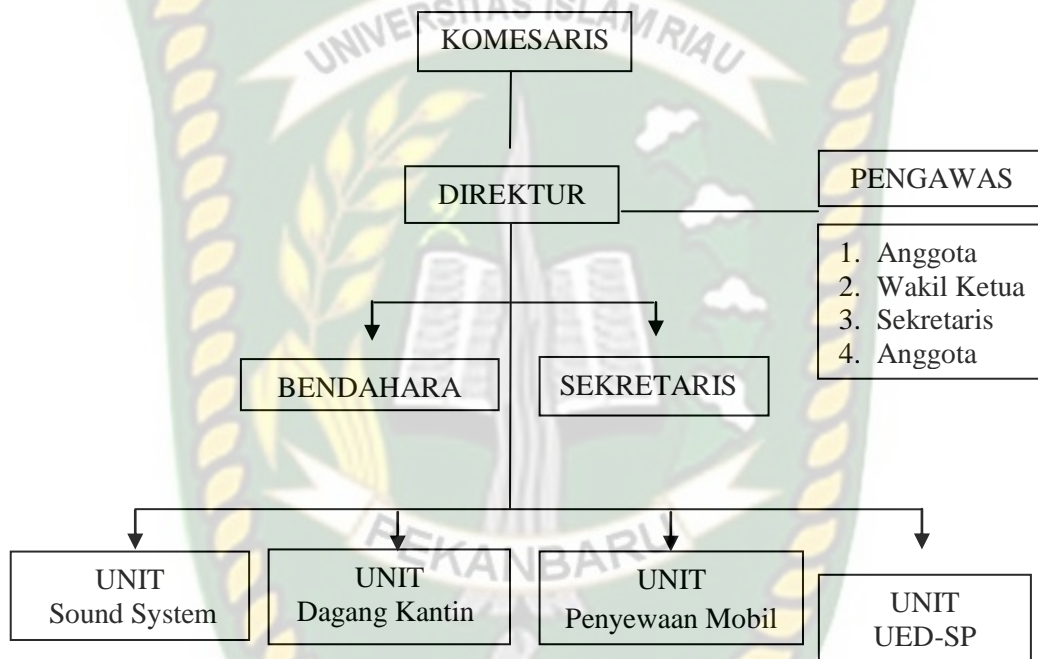 UNIVERSITAS ISLAM RIAU
KOMESARIS
DIREKTUR
PENGAWAS
1. Anggota
2. Wakil Ketua
3. Sekretaris
4. Anggota
BENDAHARA
SEKRETARIS
PEKANBARU
UNIT
Sound System
UNIT
Dagang Kantin
UNIT
Penyewaan Mobil
UNIT
UED-SP